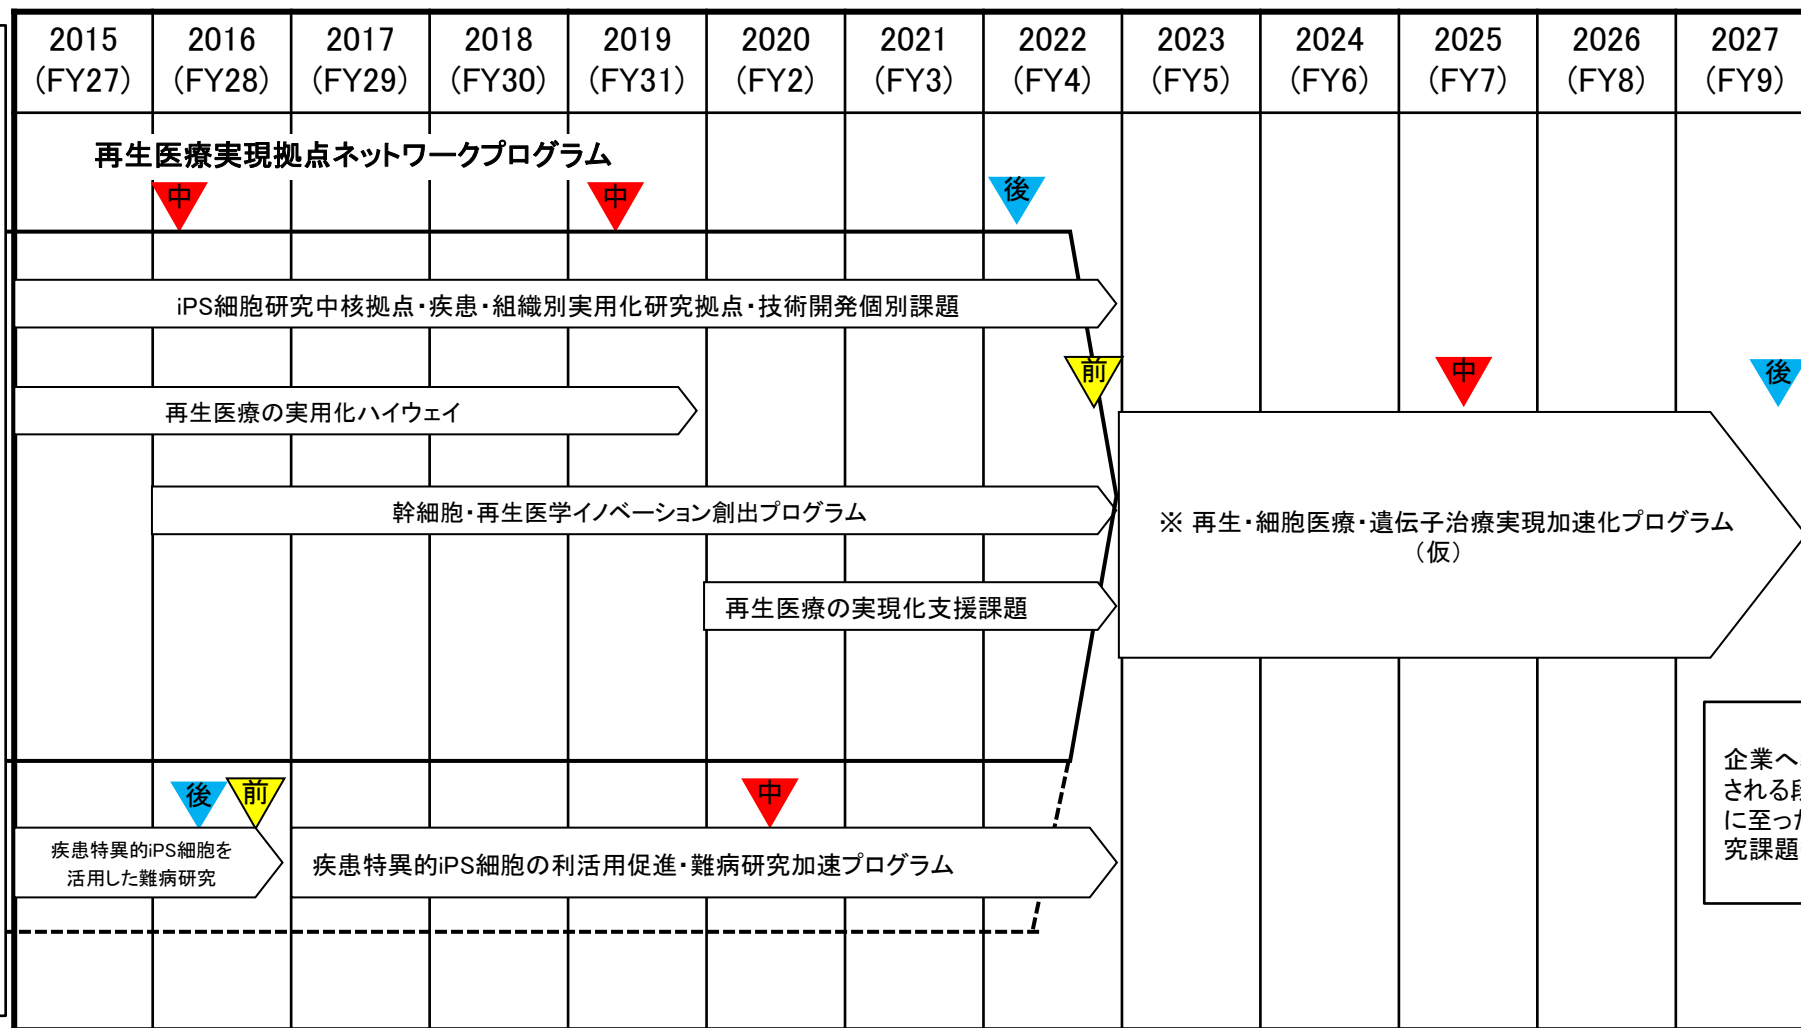 2015 2016 2017 2018 2019 2020 2021 2022 2023 2024 2025 2026 2027
(FY27) (FY28) (FY29) (FY30) (FY31) (FY2) (FY3) (FY4) (FY5) (FY6) (FY7) (FY8) (FY9)
再生医療実現拠点ネットワークプログラム
中 中 後
iPS細胞研究中核拠点・疾患・組織別実用化研究拠点・技術開発個別課題
前 中 後
再生医療の実用化ハイウェイ
幹細胞・再生医学イノベーション創出プログラム
※ 再生・細胞医療・遺伝子治療実現加速化プログラム
（仮）
再生医療の実現化支援課題
後 前 中
疾患特異的iPS細胞を
活用した難病研究
疾患特異的iPS細胞の利活用促進・難病研究加速プログラム
企業へ
される
に至っ
究課題